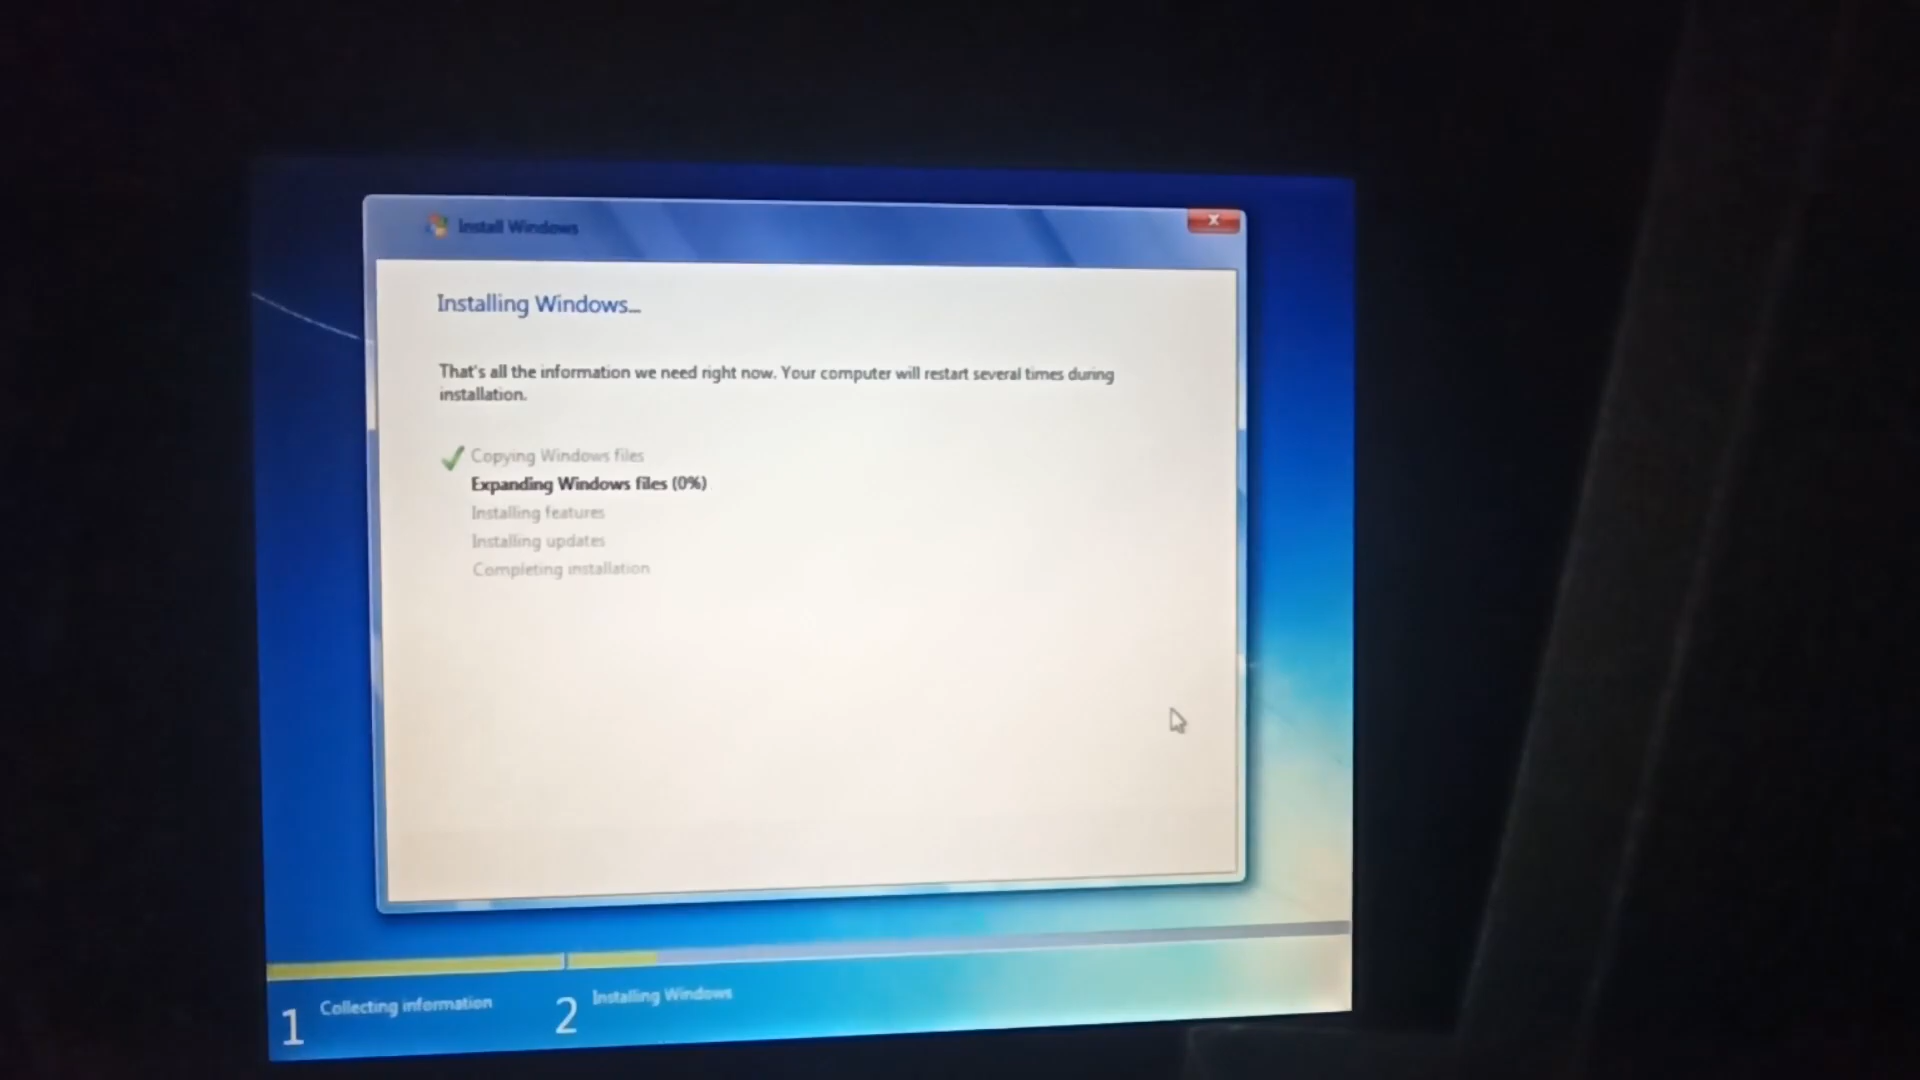 Install Windows
X
Installing Windows...
That's all the information we need right now. Your computer will restart several times during
installation.
Copying Windows files
Expanding Windows files (0%)
Installing features
Installing updates
Completing installation
1 Collecting information
2 Installing Windows